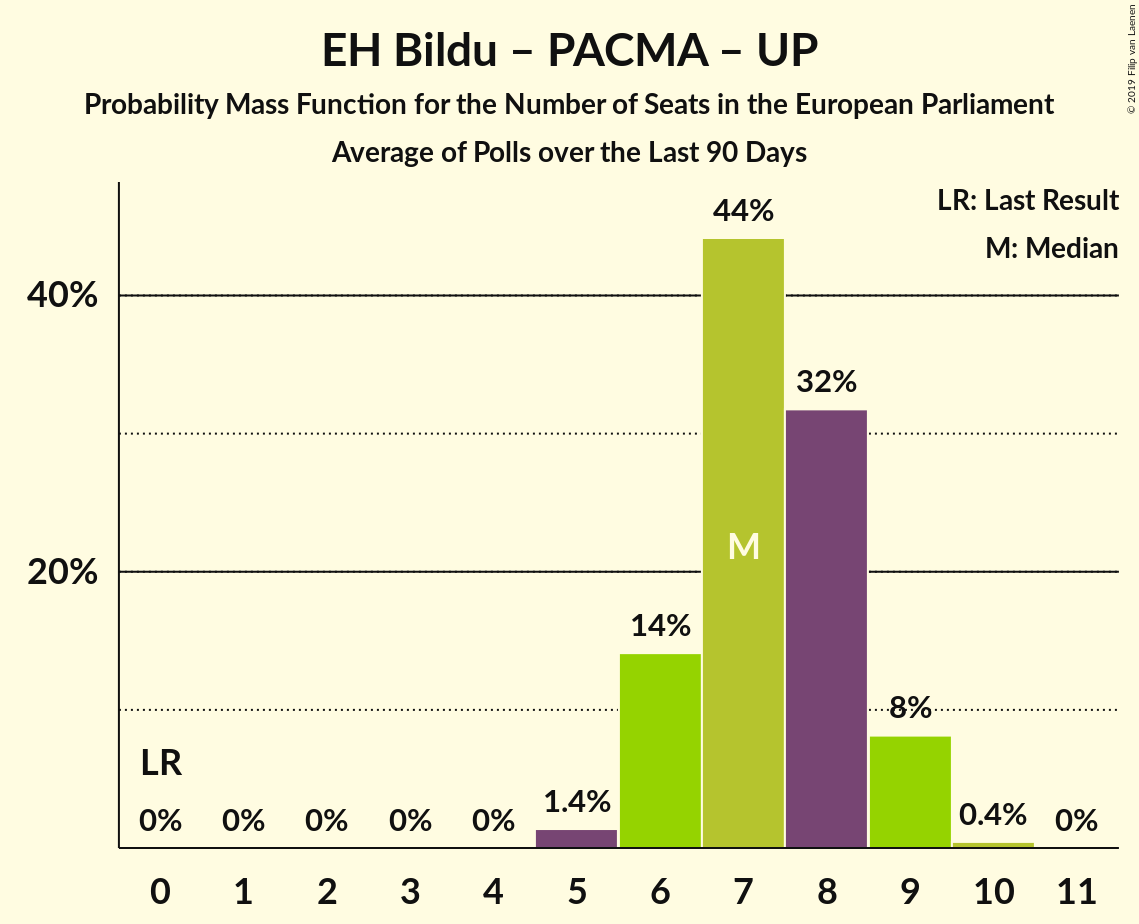 EH Bildu – PACMA – UP
Probability Mass Function for the Number of Seats in the European Parliament
Average of Polls over the Last 90 Days
© 2019 Filip van Laenen
LR: Last Result
M: Median
44%
40%
32%
M
20%
14%
8%
LR
1.4%
0.4%
0% 0% 0% 0% 0% 0%
0 1 2 3 4 5 6 7 8 9 10 11